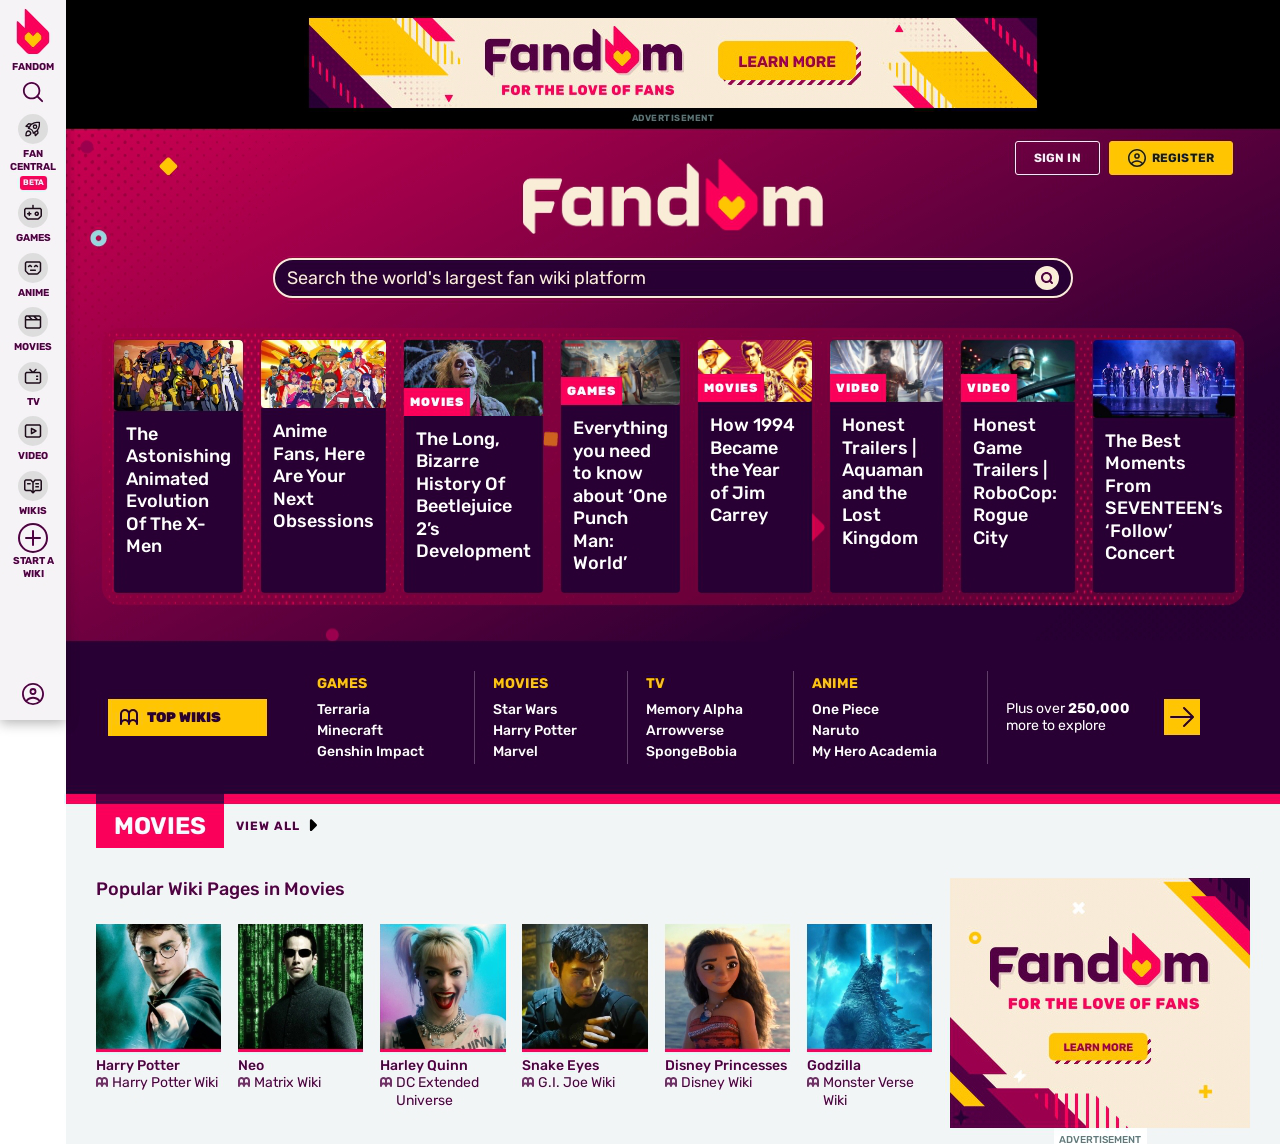 FANDOM
FAN
CENTRAL
BETA
GAMES
ANIME
MOVIES
TV
VIDEO
WIKIS
START A
WIKI
Fandom
FOR THE LOVE OF FANS
LEARN MORE
ADVERTISEMENT
SIGN IN
REGISTER
Fandom
Search the world's largest fan wiki platform
The
Astonishing
Animated
Evolution
Of The X-
Men
Anime
Fans, Here
Are Your
Next
Obsessions
MOVIES
The Long,
Bizarre
History Of
Beetlejuice
2’s
Development
GAMES
Everything
you need
to know
about ‘One
Punch
Man:
World’
MOVIES
How 1994
Became
the Year
of Jim
Carrey
VIDEO
Honest
Trailers |
Aquaman
and the
Lost
Kingdom
VIDEO
Honest
Game
Trailers |
RoboCop:
Rogue
City
The Best
Moments
From
SEVENTEEN’s
‘Follow’
Concert
TOP WIKIS
GAMES
Terraria
Minecraft
Genshin Impact
MOVIES
Star Wars
Harry Potter
Marvel
TV
Memory Alpha
Arrowverse
SpongeBobia
ANIME
One Piece
Naruto
My Hero Academia
Plus over 250,000
more to explore
MOVIES
VIEW ALL
Popular Wiki Pages in Movies
Harry Potter
Harry Potter Wiki
Neo
Matrix Wiki
Harley Quinn
DC Extended
Universe
Snake Eyes
G.I. Joe Wiki
Disney Princesses
Disney Wiki
Godzilla
Monster Verse
Wiki
Fandom
FOR THE LOVE OF FANS
LEARN MORE
ADVERTISEMENT